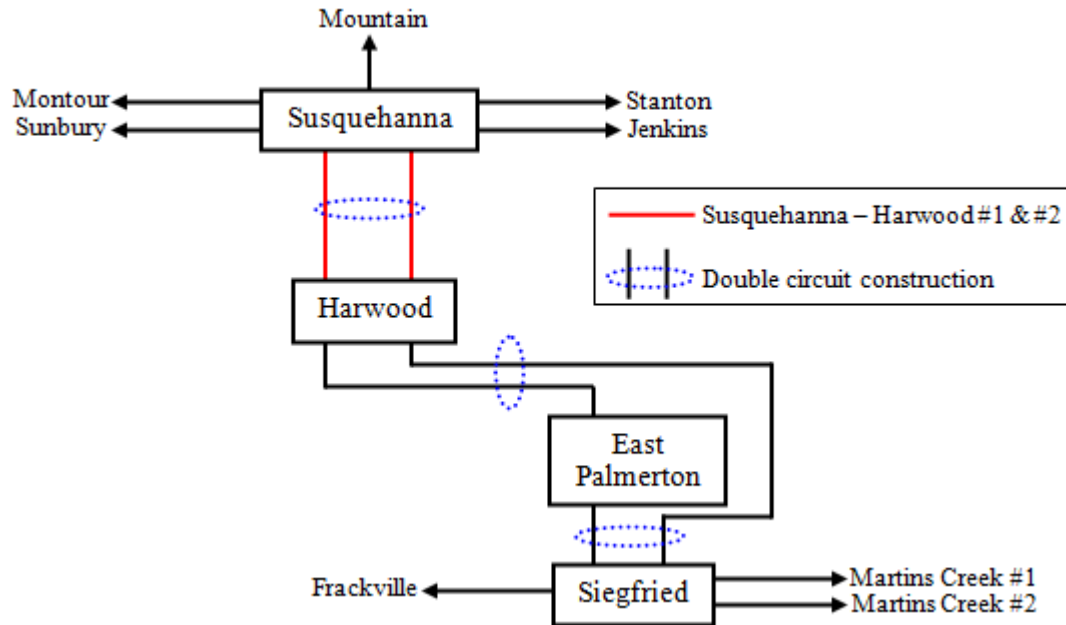 Mountain
Montour
Sunbury
Susquehanna
Stanton
Jenkins
Susquehanna – Harwood #1 & #2
Double circuit construction
Harwood
East
Palmerton
Frackville
Siegfried
Martins Creek #1
Martins Creek #2